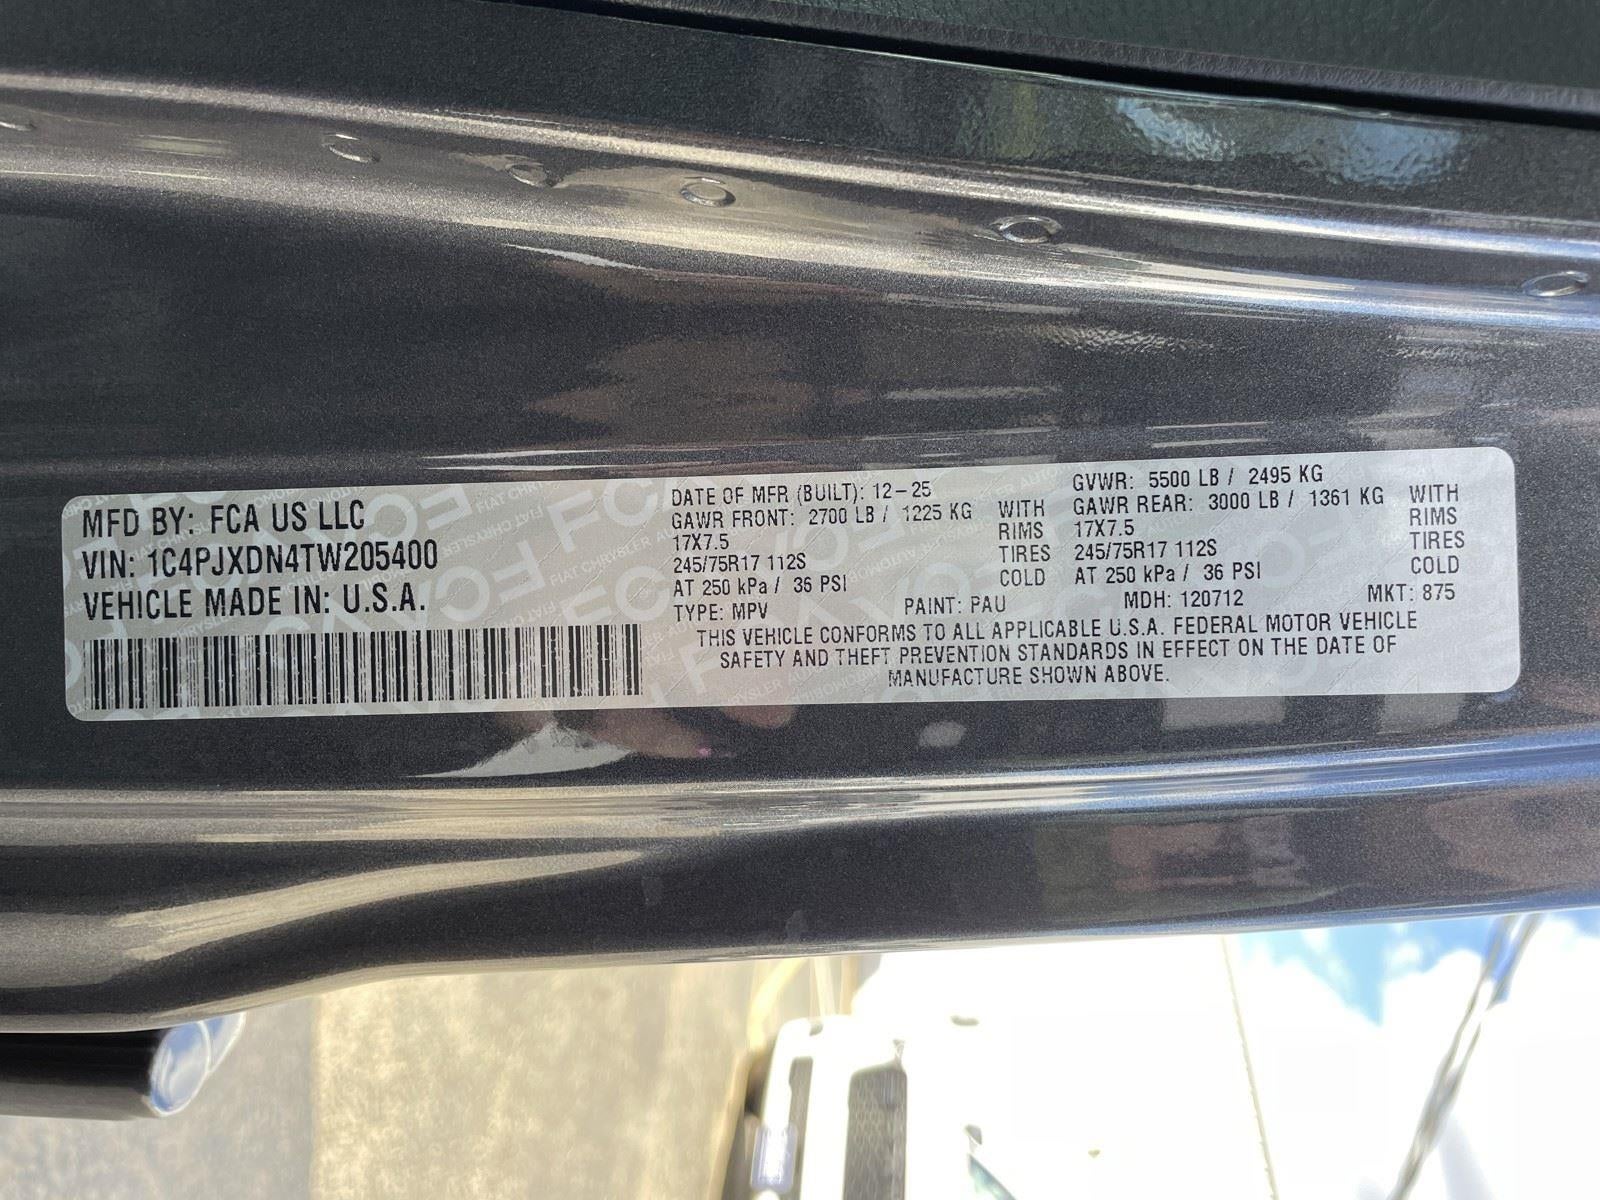 MFD BY: FCA US LLC
VIN: 1C4PJXDN4TW205400
VEHICLE MADE IN: U.S.A.
DATE OF MFR (BUILT): 12-25
GAWR FRONT: 2700 LB / 1225 KG WITH
17X7.5 RIMS
245/75R17 112S TIRES
AT 250 kPa / 36 PSI COLD
GVWR: 5500 LB / 2495 KG
GAWR REAR: 3000 LB / 1361 KG WITH
17X7.5 RIMS
245/75R17 112S TIRES
AT 250 kPa / 36 PSI COLD
TYPE: MPV PAINT: PAU MDH: 120712 MKT: 875
THIS VEHICLE CONFORMS TO ALL APPLICABLE U.S.A. FEDERAL MOTOR VEHICLE
SAFETY AND THEFT PREVENTION STANDARDS IN EFFECT ON THE DATE OF
MANUFACTURE SHOWN ABOVE.